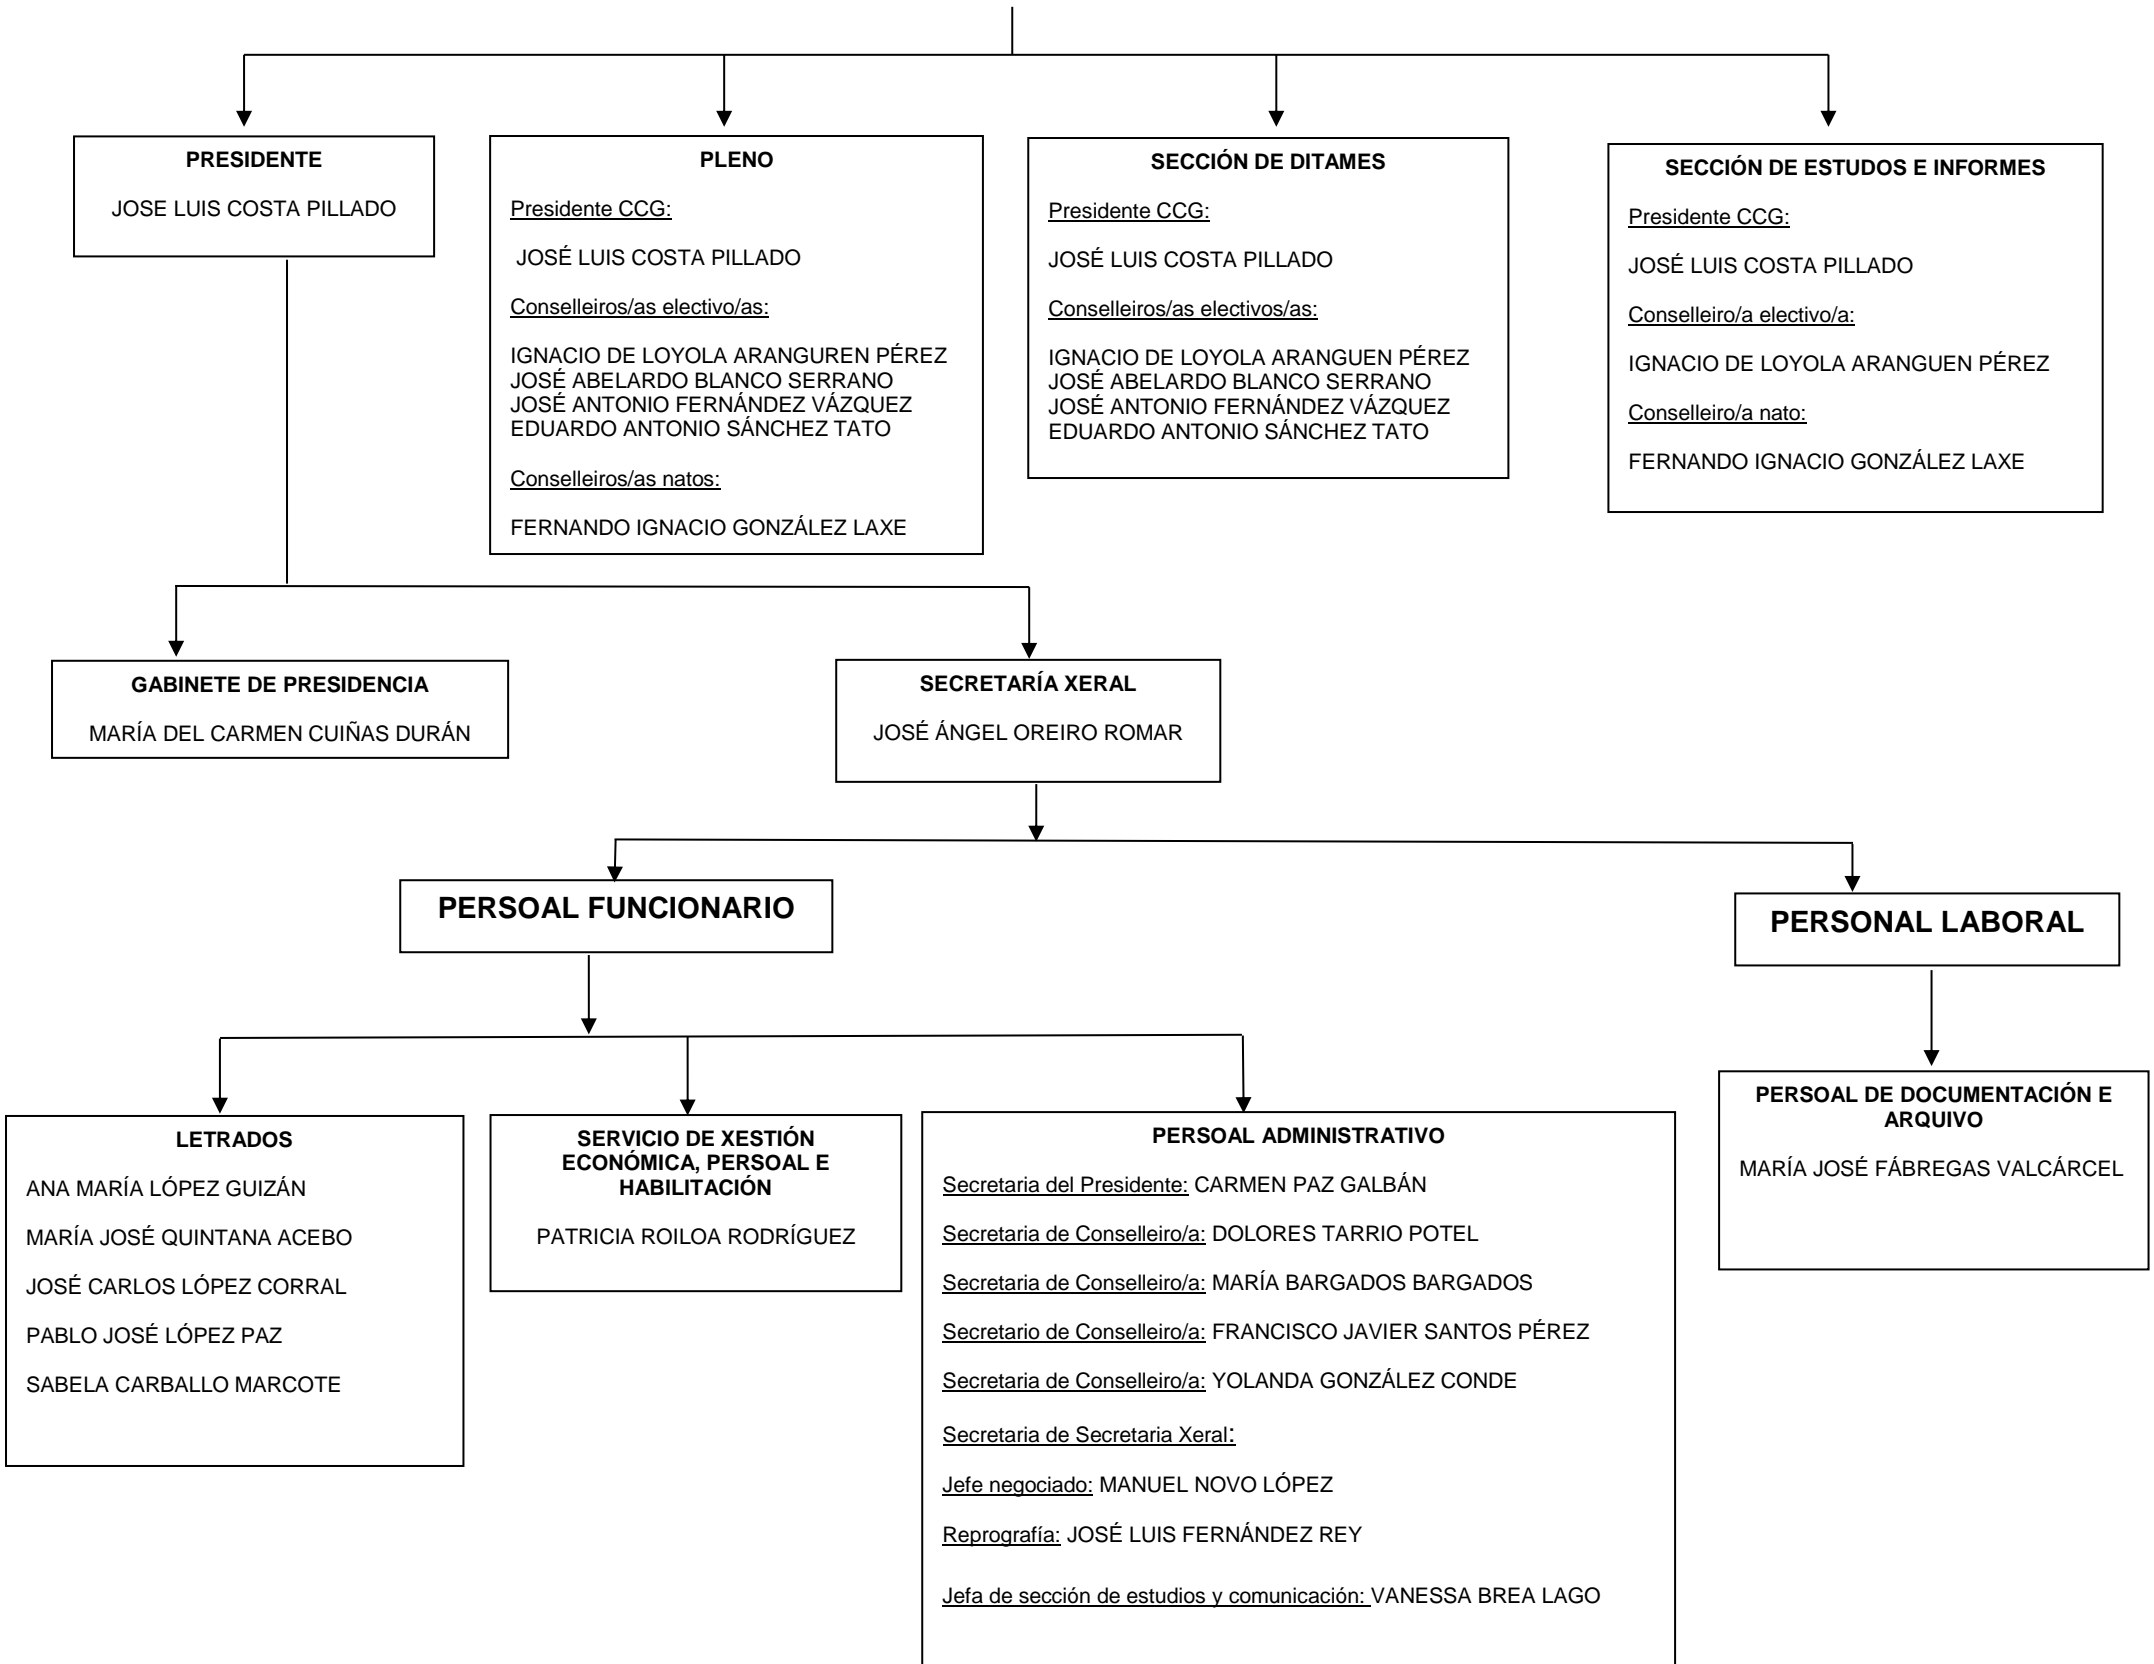 PRESIDENTE
JOSE LUIS COSTA PILLADO
PLENO
Presidente CCG:
JOSÉ LUIS COSTA PILLADO
Conselleiros/as electivo/as:
IGNACIO DE LOYOLA ARANGUREN PÉREZ
JOSÉ ABELARDO BLANCO SERRANO
JOSÉ ANTONIO FERNÁNDEZ VÁZQUEZ
EDUARDO ANTONIO SÁNCHEZ TATO
Conselleiros/as natos:
FERNANDO IGNACIO GONZÁLEZ LAXE
SECCIÓN DE DITAMES
Presidente CCG:
JOSÉ LUIS COSTA PILLADO
Conselleiros/as electivos/as:
IGNACIO DE LOYOLA ARANGUEN PÉREZ
JOSÉ ABELARDO BLANCO SERRANO
JOSÉ ANTONIO FERNÁNDEZ VÁZQUEZ
EDUARDO ANTONIO SÁNCHEZ TATO
SECCIÓN DE ESTUDOS E INFORMES
Presidente CCG:
JOSÉ LUIS COSTA PILLADO
Conselleiro/a electivo/a:
IGNACIO DE LOYOLA ARANGUEN PÉREZ
Conselleiro/a nato:
FERNANDO IGNACIO GONZÁLEZ LAXE
GABINETE DE PRESIDENCIA
MARÍA DEL CARMEN CUIÑAS DURÁN
SECRETARÍA XERAL
JOSÉ ÁNGEL OREIRO ROMAR
PERSOAL FUNCIONARIO
PERSONAL LABORAL
LETRADOS
ANA MARÍA LÓPEZ GUIZÁN
MARÍA JOSÉ QUINTANA ACEBO
JOSÉ CARLOS LÓPEZ CORRAL
PABLO JOSÉ LÓPEZ PAZ
SABELA CARBALLO MARCOTE
SERVICIO DE XESTIÓN
ECONÓMICA, PERSOAL E
HABILITACIÓN
PATRICIA ROILOA RODRÍGUEZ
PERSOAL ADMINISTRATIVO
Secretaria del Presidente: CARMEN PAZ GALBÁN
Secretaria de Conselleiro/a: DOLORES TARRIO POTEL
Secretaria de Conselleiro/a: MARÍA BARGADOS BARGADOS
Secretario de Conselleiro/a: FRANCISCO JAVIER SANTOS PÉREZ
Secretaria de Conselleiro/a: YOLANDA GONZÁLEZ CONDE
Secretaria de Secretaria Xeral:
Jefe negociado: MANUEL NOVO LÓPEZ
Reprografía: JOSÉ LUIS FERNÁNDEZ REY
Jefa de sección de estudios y comunicación: VANESSA BREA LAGO
PERSOAL DE DOCUMENTACIÓN E
ARQUIVO
MARÍA JOSÉ FÁBREGAS VALCÁRCEL